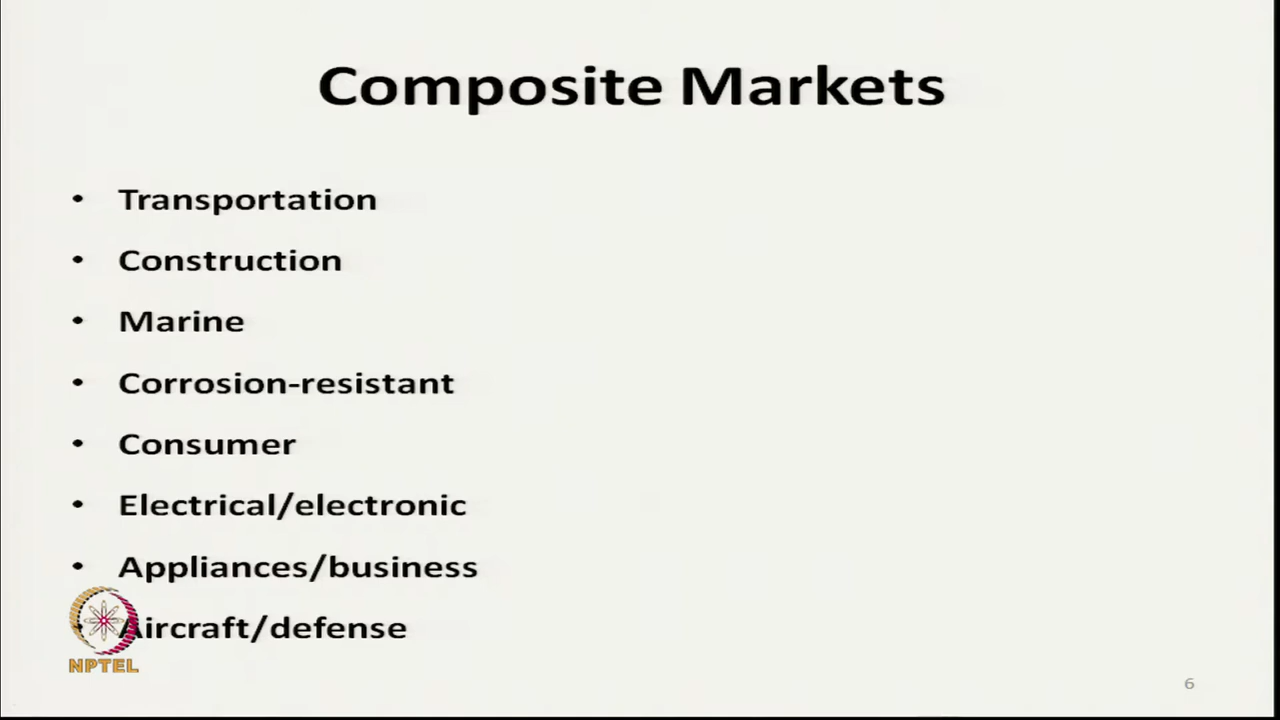 Composite Markets
• Transportation
• Construction
• Marine
• Corrosion-resistant
• Consumer
• Electrical/electronic
• Appliances/business
• Aircraft/defense
NPTEL
6